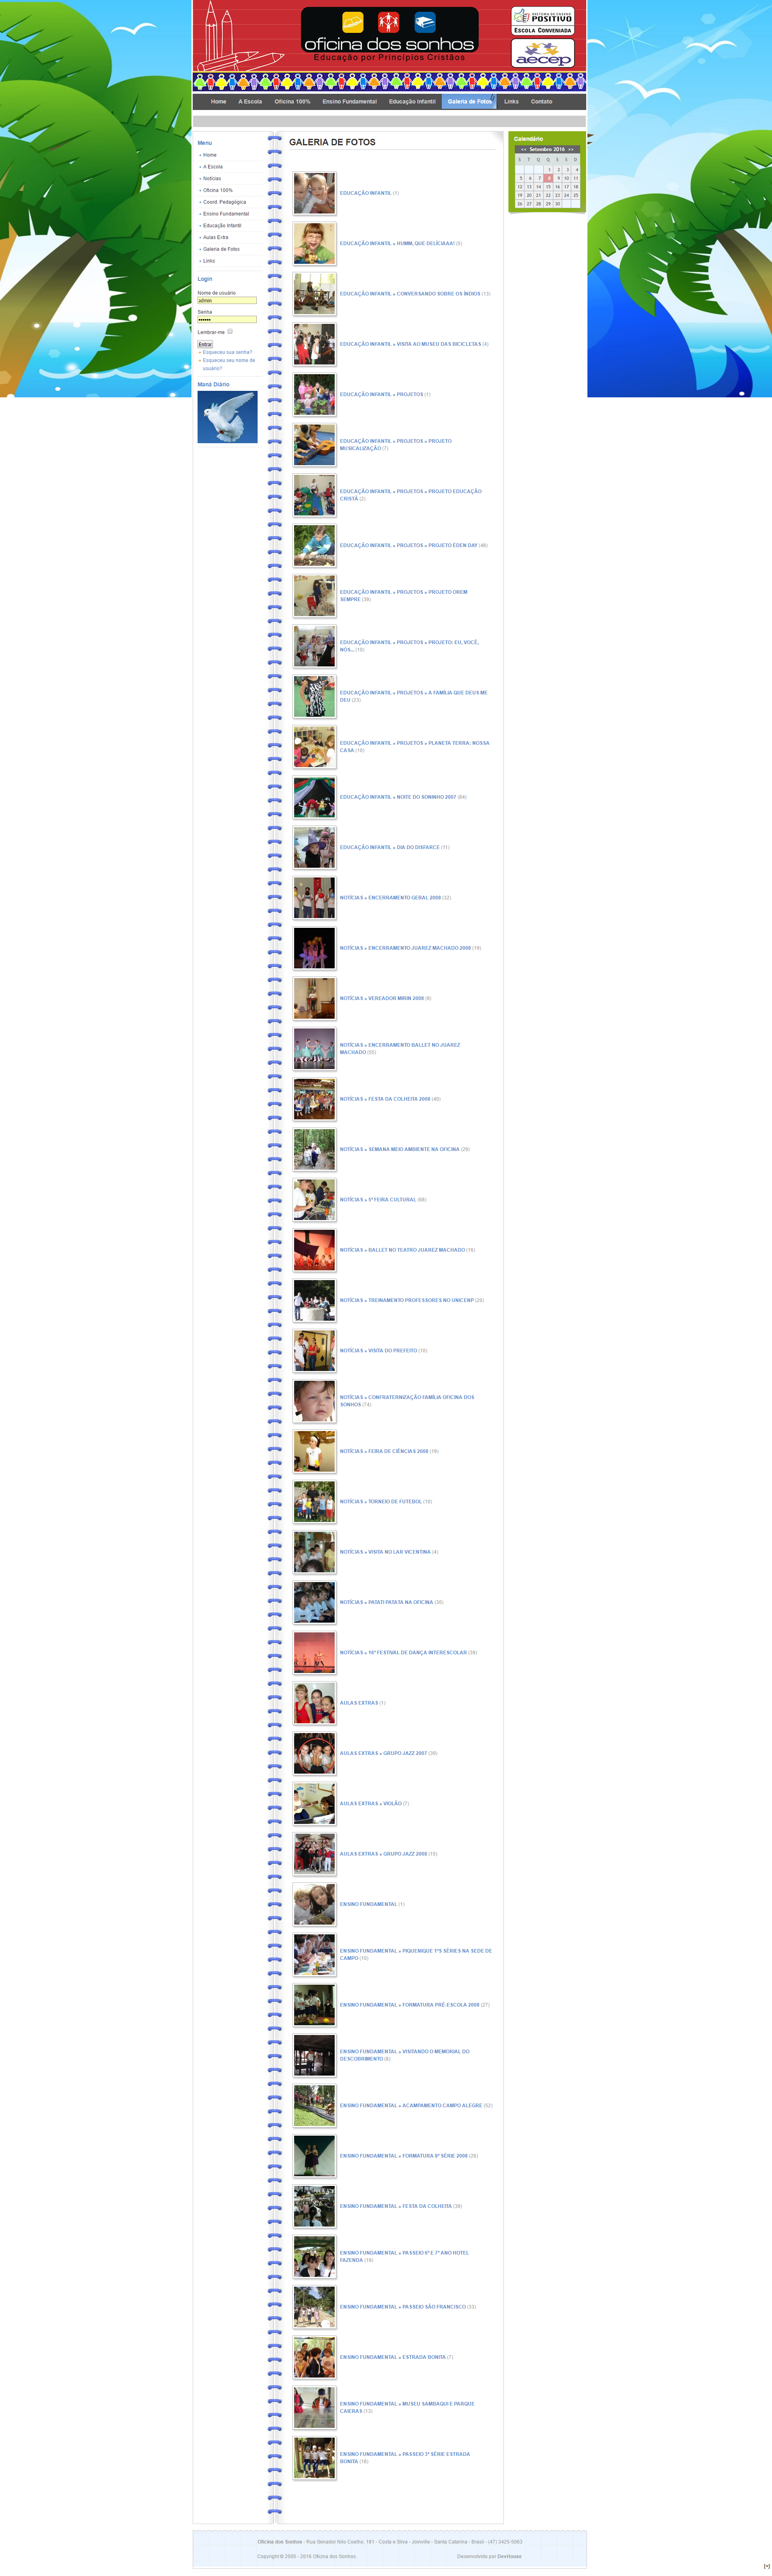 SISTEMA DE ENSINO
POSITIVO
ESCOLA CONVENIADA
oficina dos sonhos
Educação por Princípios Cristãos
aecep
Home A Escola Oficina 100% Ensino Fundamental Educação Infantil Galeria de Fotos Links Contato
Menu
Home
A Escola
Notícias
Oficina 100%
Coord. Pedagógica
Ensino Fundamental
Educação Infantil
Aulas Extra
Galeria de Fotos
Links
Login
Nome de usuário
admin
Senha
••••••
Lembrar-me
Entrar
Esqueceu sua senha?
Esqueceu seu nome de
usuário?
Maná Diário
GALERIA DE FOTOS
EDUCAÇÃO INFANTIL (1)
EDUCAÇÃO INFANTIL » HUMM, QUE DELÍCIAAA! (9)
EDUCAÇÃO INFANTIL » CONVERSANDO SOBRE OS ÍNDIOS (13)
EDUCAÇÃO INFANTIL » VISITA AO MUSEU DAS BICICLETAS (4)
EDUCAÇÃO INFANTIL » PROJETOS (1)
EDUCAÇÃO INFANTIL » PROJETOS » PROJETO
MUSICALIZAÇÃO (7)
EDUCAÇÃO INFANTIL » PROJETOS » PROJETO EDUCAÇÃO
CRISTÃ (2)
EDUCAÇÃO INFANTIL » PROJETOS » PROJETO ÉDEN DAY (48)
EDUCAÇÃO INFANTIL » PROJETOS » PROJETO OREM
SEMPRE (39)
EDUCAÇÃO INFANTIL » PROJETOS » PROJETO: EU, VOCÊ,
NÓS... (19)
EDUCAÇÃO INFANTIL » PROJETOS » A FAMÍLIA QUE DEUS ME
DEU (23)
EDUCAÇÃO INFANTIL » PROJETOS » PLANETA TERRA: NOSSA
CASA (10)
EDUCAÇÃO INFANTIL » NOITE DO SONINHO 2007 (84)
EDUCAÇÃO INFANTIL » DIA DO DISFARCE (11)
NOTÍCIAS » ENCERRAMENTO GERAL 2008 (32)
NOTÍCIAS » ENCERRAMENTO JUAREZ MACHADO 2008 (19)
NOTÍCIAS » VEREADOR MIRIN 2008 (6)
NOTÍCIAS » ENCERRAMENTO BALLET NO JUAREZ
MACHADO (55)
NOTÍCIAS » FESTA DA COLHEITA 2008 (40)
NOTÍCIAS » SEMANA MEIO AMBIENTE NA OFICINA (29)
NOTÍCIAS » 5ª FEIRA CULTURAL (68)
NOTÍCIAS » BALLET NO TEATRO JUAREZ MACHADO (16)
NOTÍCIAS » TREINAMENTO PROFESSORES NO UNICENP (20)
NOTÍCIAS » VISITA DO PREFEITO (18)
NOTÍCIAS » CONFRATERNIZAÇÃO FAMÍLIA OFICINA DOS
SONHOS (74)
NOTÍCIAS » FEIRA DE CIÊNCIAS 2008 (19)
NOTÍCIAS » TORNEIO DE FUTEBOL (10)
NOTÍCIAS » VISITA NO LAR VICENTINA (4)
NOTÍCIAS » PATATI PATATA NA OFICINA (36)
NOTÍCIAS » 16º FESTIVAL DE DANÇA INTERESCOLAR (39)
AULAS EXTRAS (1)
AULAS EXTRAS » GRUPO JAZZ 2007 (36)
AULAS EXTRAS » VIOLÃO (7)
AULAS EXTRAS » GRUPO JAZZ 2008 (15)
ENSINO FUNDAMENTAL (1)
ENSINO FUNDAMENTAL » PIQUENIQUE 1ªS SÉRIES NA SEDE DE
CAMPO (10)
ENSINO FUNDAMENTAL » FORMATURA PRÉ-ESCOLA 2008 (27)
ENSINO FUNDAMENTAL » VISITANDO O MEMORIAL DO
DESCOBRIMENTO (8)
ENSINO FUNDAMENTAL » ACAMPAMENTO CAMPO ALEGRE (52)
ENSINO FUNDAMENTAL » FORMATURA 8ª SÉRIE 2008 (28)
ENSINO FUNDAMENTAL » FESTA DA COLHEITA (39)
ENSINO FUNDAMENTAL » PASSEIO 6º E 7º ANO HOTEL
FAZENDA (18)
ENSINO FUNDAMENTAL » PASSEIO SÃO FRANCISCO (33)
ENSINO FUNDAMENTAL » ESTRADA BONITA (7)
ENSINO FUNDAMENTAL » MUSEU SAMBAQUI E PARQUE
CAIERAS (13)
ENSINO FUNDAMENTAL » PASSEIO 3ª SÉRIE ESTRADA
BONITA (18)
Calendário
<< Setembro 2016 >>
S T Q Q S S D
1 2 3 4
5 6 7 8 9 10 11
12 13 14 15 16 17 18
19 20 21 22 23 24 25
26 27 28 29 30
Oficina dos Sonhos - Rua Senador Nilo Coelho, 191 - Costa e Silva - Joinville - Santa Catarina - Brasil - (47) 3425-5063
Copyright © 2005 - 2016 Oficina dos Sonhos. Desenvolvido por DevHouse
[+]